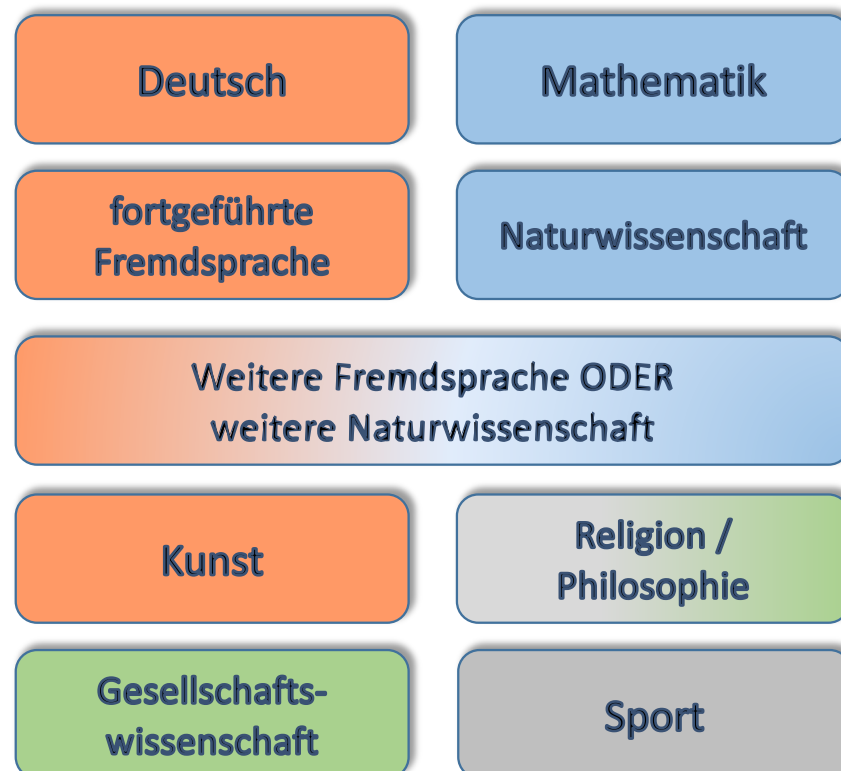 Deutsch
Mathematik
fortgeführte
Fremdsprache
Naturwissenschaft
Weitere Fremdsprache ODER
weitere Naturwissenschaft
Kunst
Religion /
Philosophie
Gesellschafts-
wissenschaft
Sport